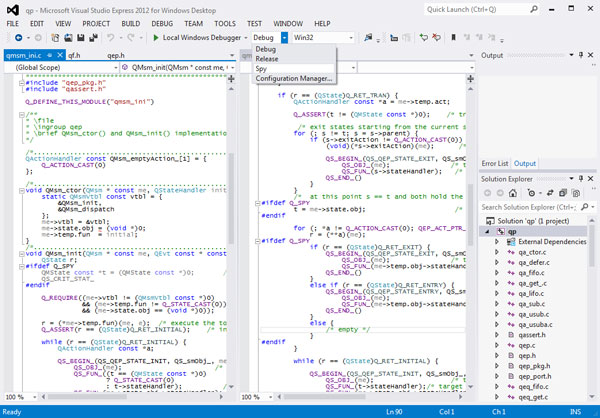 qp - Microsoft Visual Studio Express 2012 for Windows Desktop
Quick Launch (Ctrl+Q)
FILE EDIT VIEW PROJECT BUILD DEBUG TEAM TOOLS TEST WINDOW HELP
Local Windows Debugger Debug Win32
Debug
Release
Spy
Configuration Manager...
qmsm_ini.c qf.h qep.h
(Global Scope) QMsm_init(QMsm * const me,
#include "qep_pkg.h"
#include "qassert.h"
Q_DEFINE_THIS_MODULE("qmsm_ini")
/**
* \file
* \ingroup qep
* \brief QMsm_ctor() and QMsm_init() implementatio
*/
QActionHandler const QMsm_emptyAction_[1] = {
Q_ACTION_CAST(0)
};
void QMsm_ctor(QMsm * const me, QStateHandler init
static QMsmVtbl const vtbl = {
&QMsm_init,
&QMsm_dispatch
};
me->vtbl = &vtbl;
me->state.obj = (void *)0;
me->temp.fun = initial;
}
void QMsm_init(QMsm * const me, QEvt const * const
QState r;
#ifdef Q_SPY
QMState const *t = (QMState const *)0;
QS_CRIT_STAT_
#endif
Q_REQUIRE((me->vtbl != (QMsmVtbl const *)0)
&& (me->temp.fun != Q_STATE_CAST(0))
&& (me->state.obj == (void *)0));
r = (*me->temp.fun)(me, e); /* execute the to
Q_ASSERT(r == (QState)Q_RET_INITIAL); /* in
while (r == (QState)Q_RET_INITIAL) {
QActionHandler const *a;
QS_BEGIN_(QS_QEP_STATE_INIT, QS_smObj_, me
QS_OBJ_(me); /*
QS_FUN_((t == (QMState const *)0)
? Q_STATE_CAST(0)
: t->stateHandler); /*
100 %
if (r == (QState)Q_RET_TRAN) {
QActionHandler const *a = me->temp.act;
Q_ASSERT(t != (QState const *)0); /* t
/* exit states starting from the current s
for (; s != t; s = s->parent) {
if (s->exitAction != Q_ACTION_CAST(0))
(void)(*s->exitAction)(me); /*
QS_BEGIN_(QS_QEP_STATE_EXIT, QS_smO
QS_OBJ_(me); /*
QS_FUN_(s->stateHandler); /*
QS_END_()
}
}
/* at this point s == t and both hold the
#ifdef Q_SPY
t = me->state.obj; /*
#endif
for (; *a != Q_ACTION_CAST(0); QEP_ACT_PTR_
r = (**a)(me);
#ifdef Q_SPY
if (r == (QState)Q_RET_EXIT) {
QS_BEGIN_(QS_QEP_STATE_EXIT, QS_smO
QS_OBJ_(me); /*
QS_FUN_(me->temp.obj->stateHand
QS_END_()
}
else if (r == (QState)Q_RET_ENTRY) {
QS_BEGIN_(QS_QEP_STATE_ENTRY, QS_sm
QS_OBJ_(me); /*
QS_FUN_(me->temp.obj->stateHand
QS_END_()
}
else {
/* empty */
}
#endif
}
while (r == (QState)Q_RET_INITIAL) {
QS_BEGIN_(QS_QEP_STATE_INIT, QS_smObj_
QS_OBJ_(me); /*
QS_FUN_(t->stateHandler);/* target
100 %
Output
Error List Output
Solution Explorer
Search Solution Explorer (Ctrl+;)
Solution 'qp' (1 project)
qp
External Dependencies
qa_ctor.c
qa_defer.c
qa_fifo.c
qa_get_.c
qa_lifo.c
qa_sub.c
qa_usub.c
qa_usuba.c
qassert.h
qep.h
qep_pkg.h
qep_port.h
qeq_fifo.c
qeq_get.c
Ready Ln 90 Col 1 Ch 1 INS